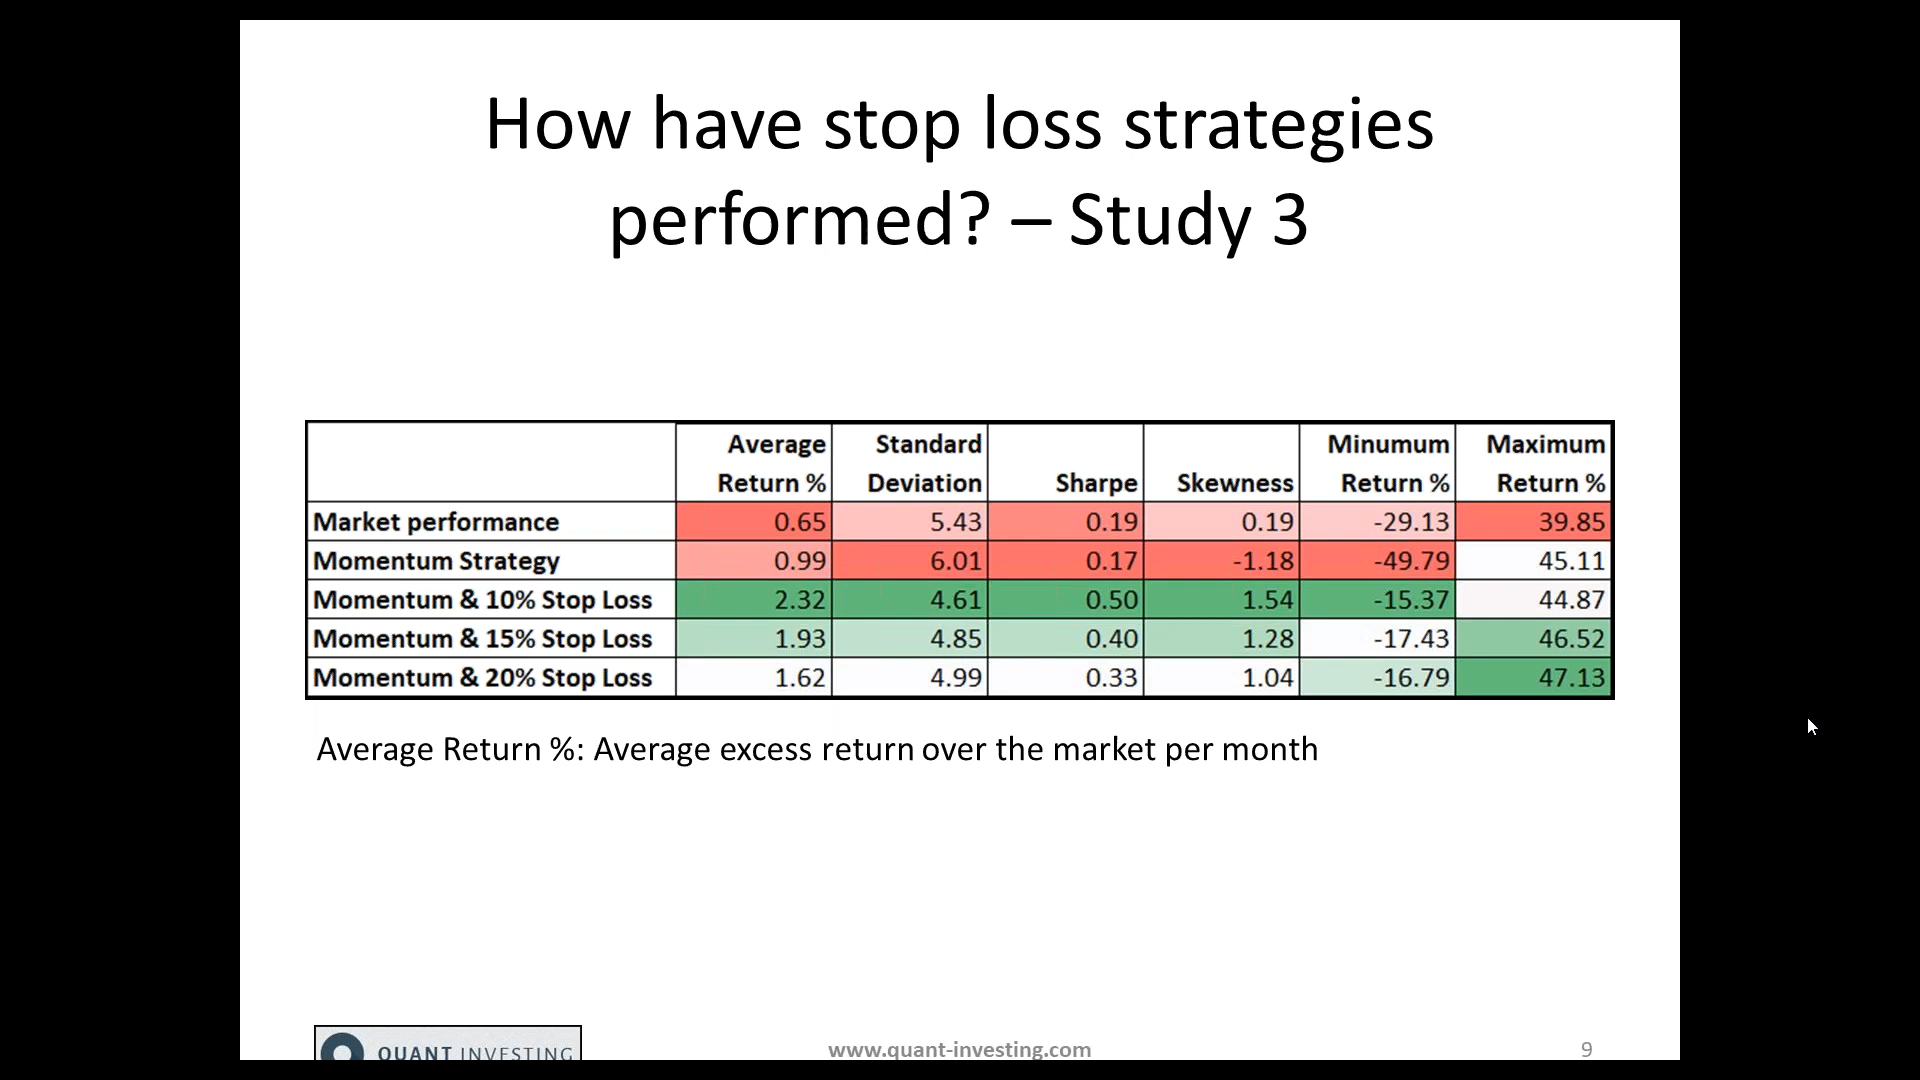 How have stop loss strategies
performed? – Study 3
Average Return % Standard Deviation Sharpe Skewness Minumum Return % Maximum Return %
Market performance 0.65 5.43 0.19 0.19 -29.13 39.85
Momentum Strategy 0.99 6.01 0.17 -1.18 -49.79 45.11
Momentum & 10% Stop Loss 2.32 4.61 0.50 1.54 -15.37 44.87
Momentum & 15% Stop Loss 1.93 4.85 0.40 1.28 -17.43 46.52
Momentum & 20% Stop Loss 1.62 4.99 0.33 1.04 -16.79 47.13
Average Return %: Average excess return over the market per month
QUANT INVESTING www.quant-investing.com 9